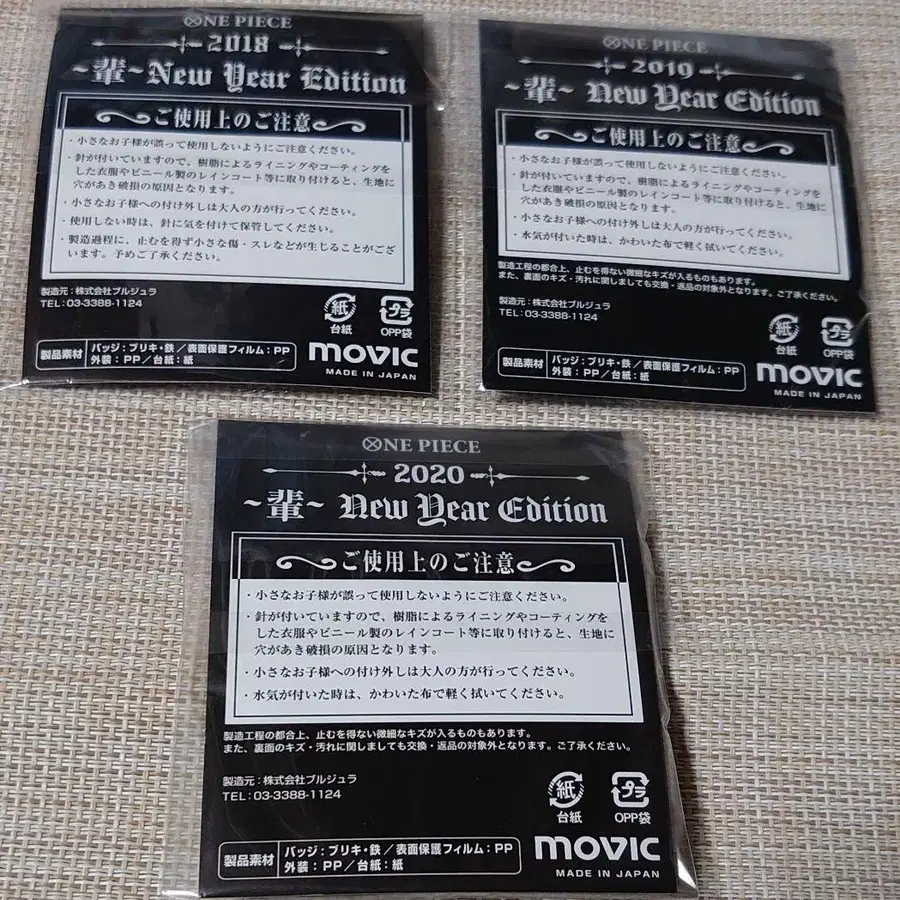 ONE PIECE
2018
~輩~New Year Edition
ご使用上のご注意
・小さなお子様が誤って使用しないようにご注意ください。
・針が付いていますので、樹脂によるライニングやコーティングを
した衣服やビニール製のレインコート等に取り付けると、生地に
穴があき破損の原因となります。
・小さなお子様への付け外しは大人の方が行ってください。
・使用しない時は、針に気を付けて保管してください。
・製造過程に、止むを得ず小さな傷・スレなどが生じることがござ
います。予めご了承ください。
製造元：株式会社ブルジュラ
TEL：03-3388-1124
紙
台紙
プラ
OPP袋
製品素材
バッジ：ブリキ・鉄／表面保護フィルム：PP
外装：PP／台紙：紙
movic
MADE IN JAPAN
ONE PIECE
2019
~輩~ New Year Edition
ご使用上のご注意
・小さなお子様が誤って使用しないようにご注意ください。
・針が付いていますので、樹脂によるライニングやコーティングを
した衣服やビニール製のレインコート等に取り付けると、生地に
穴があき破損の原因となります。
・小さなお子様への付け外しは大人の方が行ってください。
・水気が付いた時は、かわいた布で軽く拭いてください。
製造工程の都合上、止むを得ない微細なキズが入るものもあります。
また、裏面のキズ・汚れに関しましても交換・返品の対象外となります。ご了承ください。
製造元：株式会社ブルジュラ
TEL：03-3388-1124
紙
台紙
プラ
OPP袋
製品素材
バッジ：ブリキ・鉄／表面保護フィルム：PP
外装：PP／台紙：紙
movic
MADE IN JAPAN
ONE PIECE
2020
~輩~ New Year Edition
ご使用上のご注意
・小さなお子様が誤って使用しないようにご注意ください。
・針が付いていますので、樹脂によるライニングやコーティングを
した衣服やビニール製のレインコート等に取り付けると、生地に
穴があき破損の原因となります。
・小さなお子様への付け外しは大人の方が行ってください。
・水気が付いた時は、かわいた布で軽く拭いてください。
製造工程の都合上、止むを得ない微細なキズが入るものもあります。
また、裏面のキズ・汚れに関しましても交換・返品の対象外となります。ご了承ください。
製造元：株式会社ブルジュラ
TEL：03-3388-1124
紙
台紙
プラ
OPP袋
製品素材
バッジ：ブリキ・鉄／表面保護フィルム：PP
外装：PP／台紙：紙
movic
MADE IN JAPAN